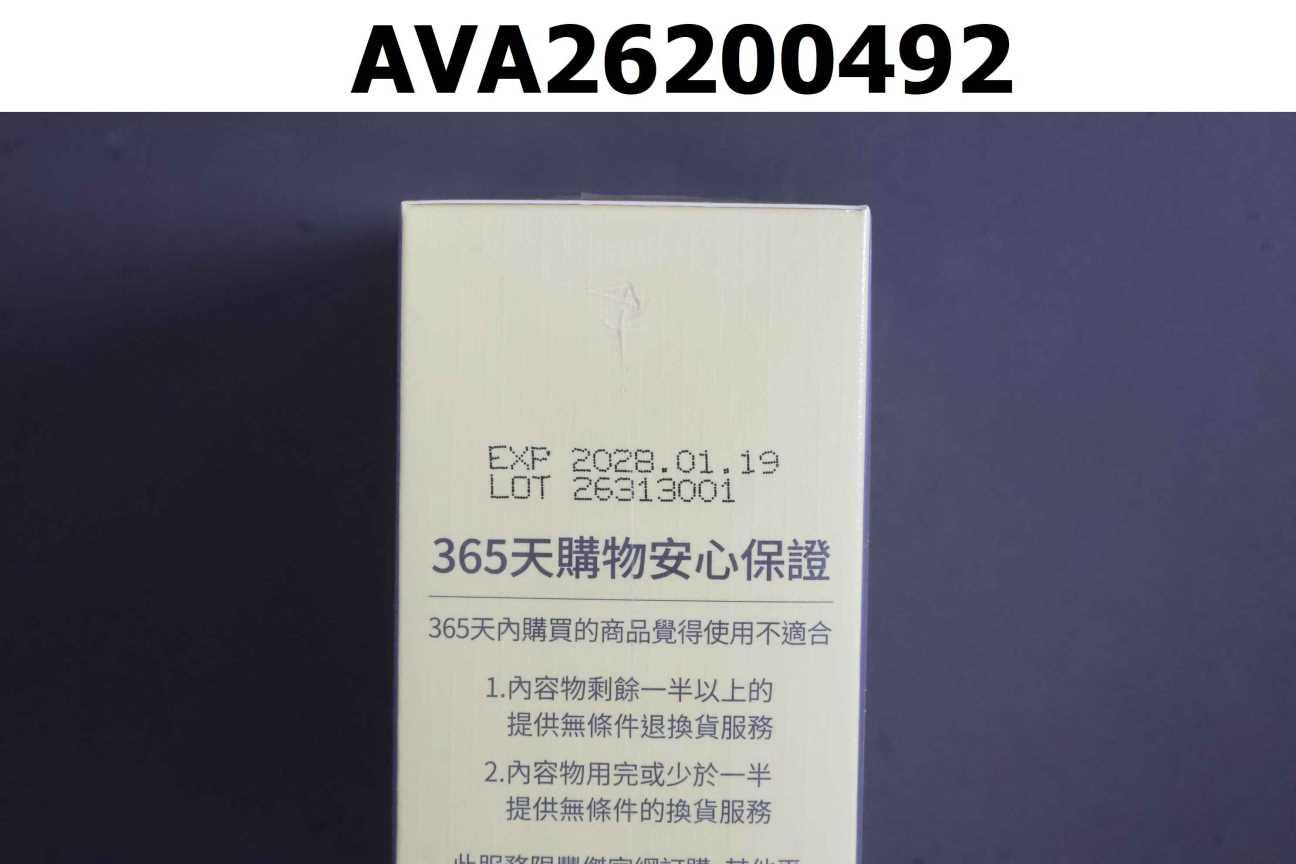 AVA26200492
EXP 2028.01.19
LOT 26313001
365天購物安心保證
365天內購買的商品覺得使用不適合
1.內容物剩餘一半以上的
提供無條件退換貨服務
2.內容物用完或少於一半
提供無條件的換貨服務